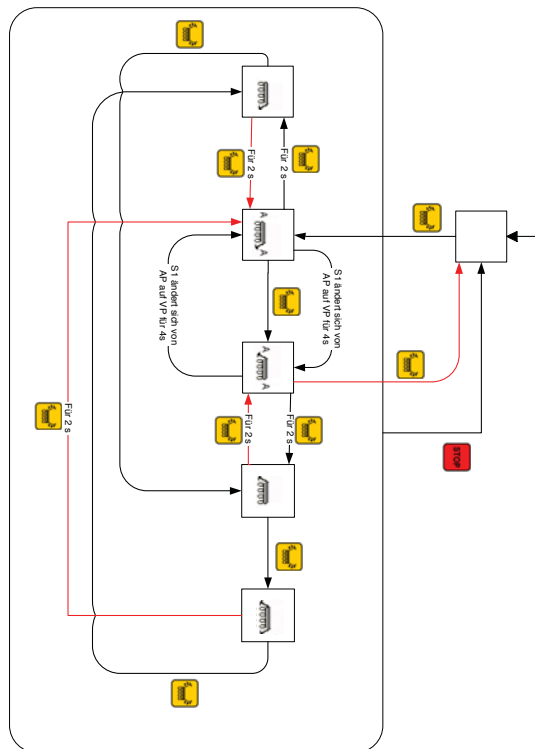 Für 2 s
Für 2 s
A
A
S1 ändert sich von
AP auf VP für 4s
S1 ändert sich von
AP auf VP für 4s
A
A
Für 2 s
Für 2 s
Für 2 s
STOP